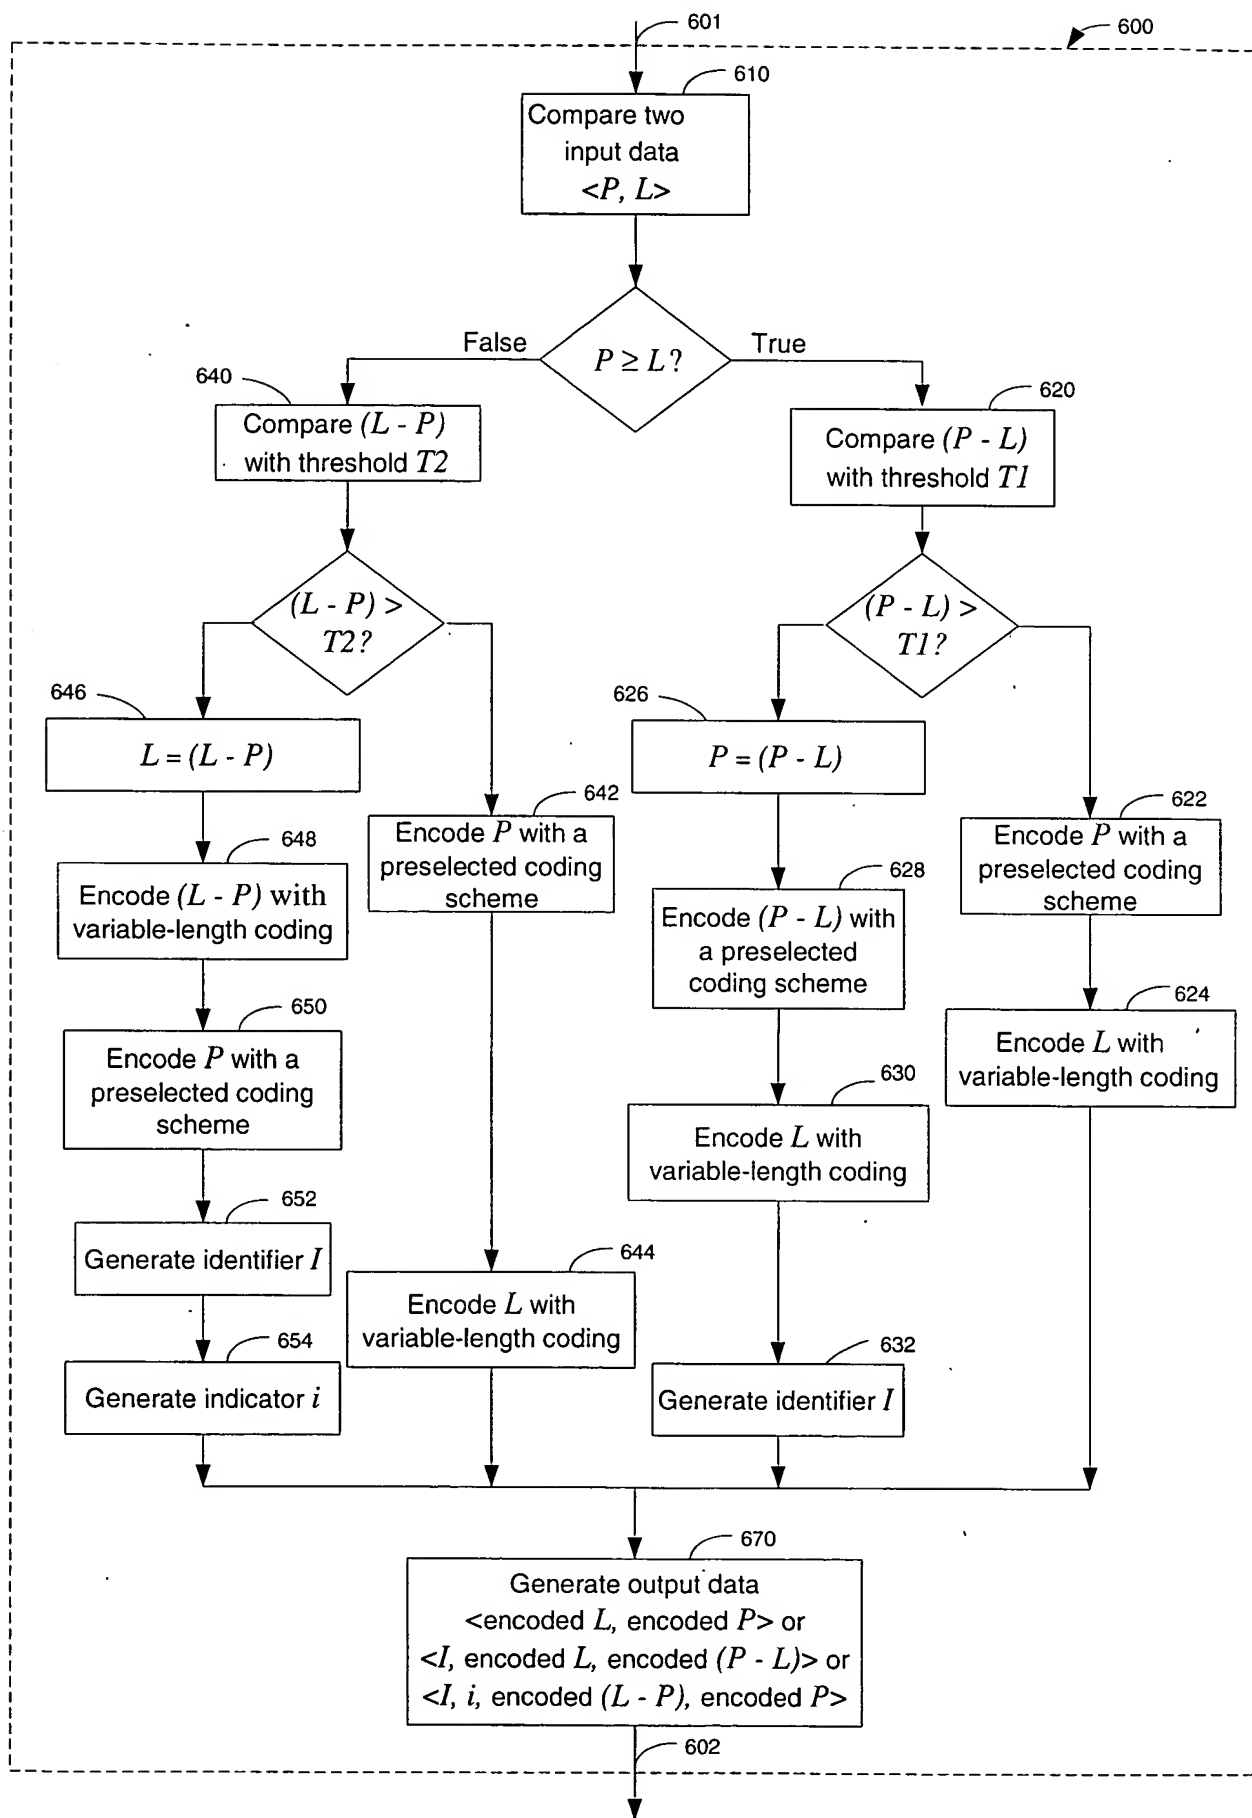 601
600
610
Compare two
input data
<P, L>
False
P ≥ L?
True
640
Compare (L - P)
with threshold T2
620
Compare (P - L)
with threshold T1
(L - P) >
T2?
(P - L) >
T1?
646
L = (L - P)
626
P = (P - L)
642
Encode P with a
preselected coding
scheme
622
Encode P with a
preselected coding
scheme
648
Encode (L - P) with
variable-length coding
628
Encode (P - L) with
a preselected
coding scheme
650
Encode P with a
preselected coding
scheme
624
Encode L with
variable-length coding
630
Encode L with
variable-length coding
652
Generate identifier I
644
Encode L with
variable-length coding
654
Generate indicator i
632
Generate identifier I
670
Generate output data
<encoded L, encoded P> or
<I, encoded L, encoded (P - L)> or
<I, i, encoded (L - P), encoded P>
602